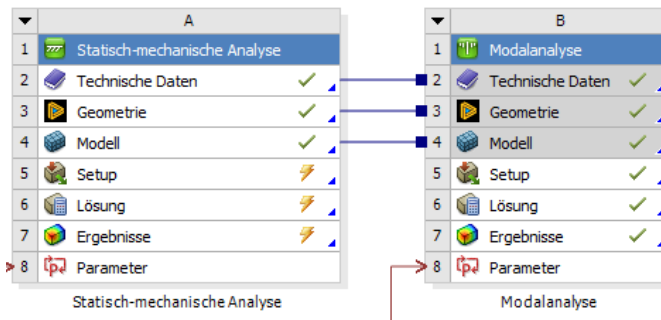 A
1 Statisch-mechanische Analyse
2 Technische Daten
3 Geometrie
4 Modell
5 Setup
6 Lösung
7 Ergebnisse
8 Parameter
Statisch-mechanische Analyse
B
1 Modalanalyse
2 Technische Daten
3 Geometrie
4 Modell
5 Setup
6 Lösung
7 Ergebnisse
8 Parameter
Modalanalyse